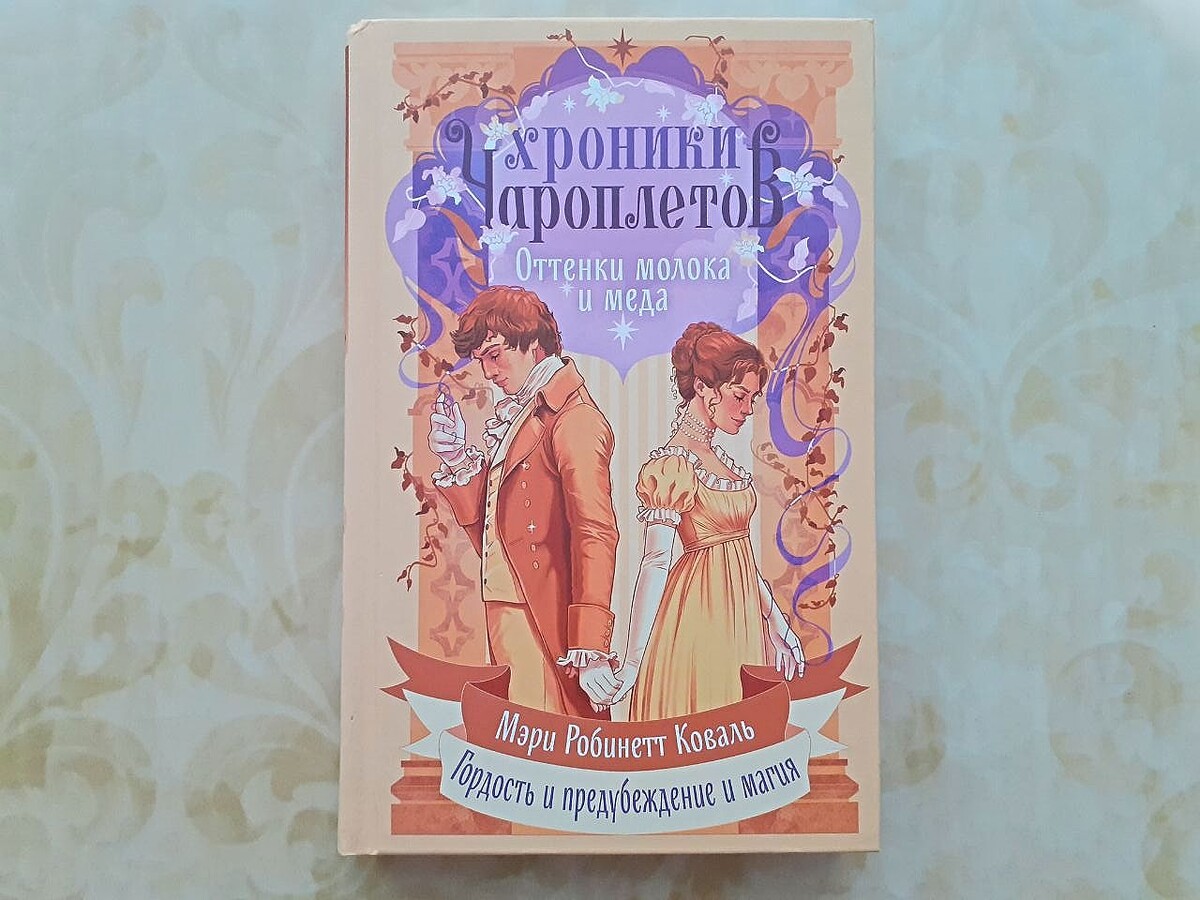 хроники
Чароплетов
Оттенки молока
и меда
Мэри Робинетт Коваль
Гордость и предубеждение и магия